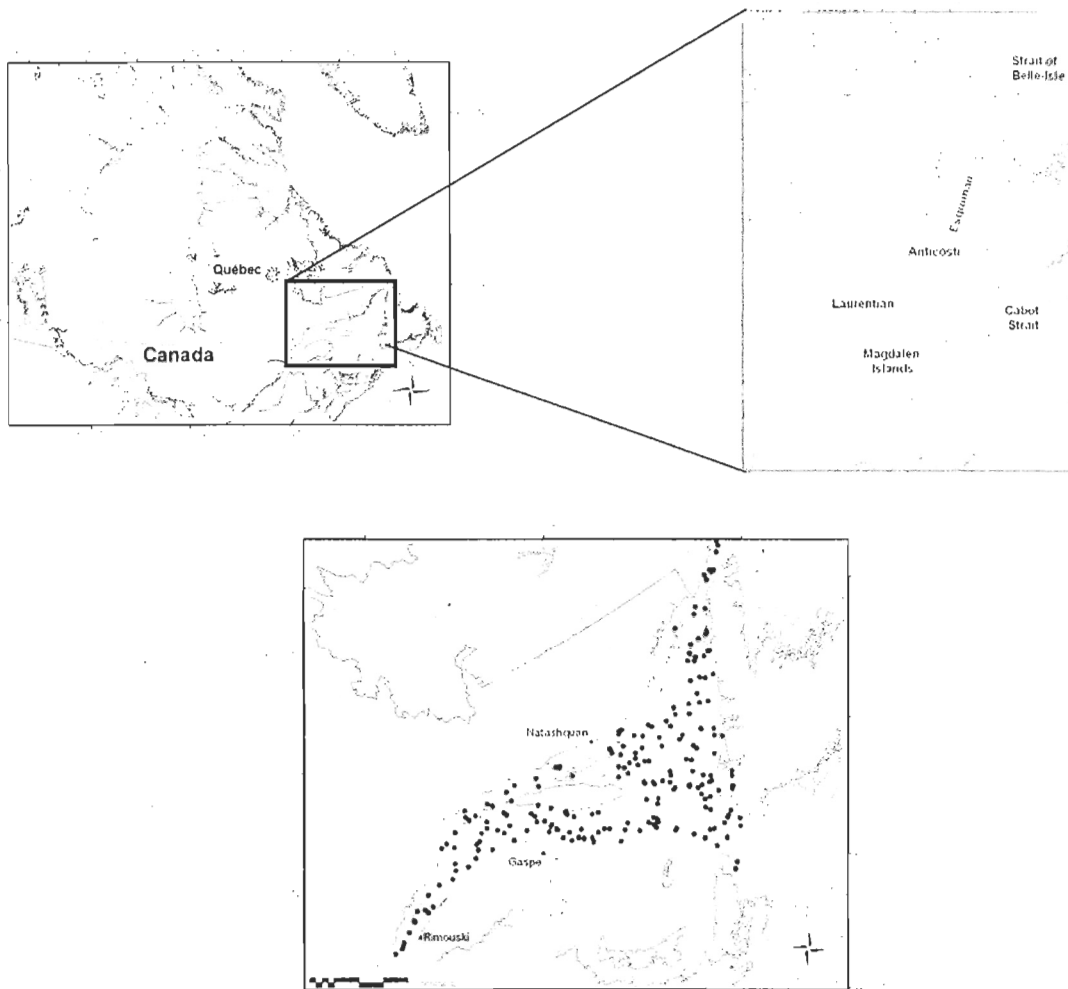 Strait of
Belle-Isle
Esquiman
Anticosti
Laurentian
Cabot
Strait
Magdalen
Islands
Québec
Canada
Natashquan
Gaspe
Rimouski